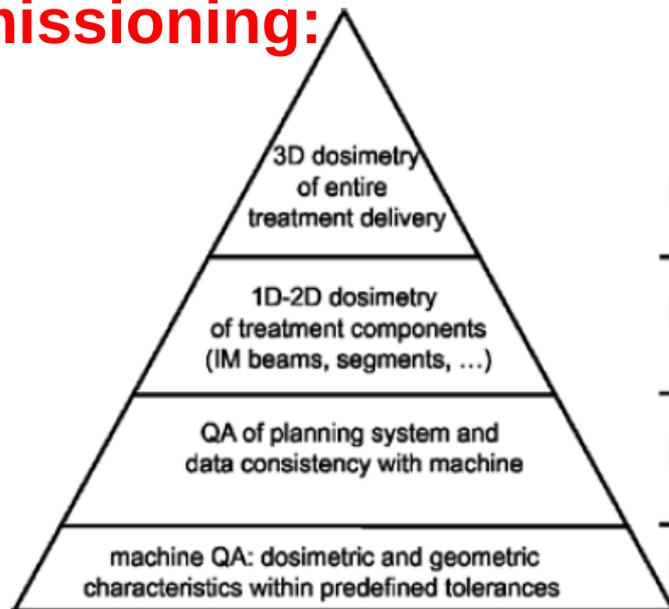 missioning:
3D dosimetry
of entire
treatment delivery
1D-2D dosimetry
of treatment components
(IM beams, segments, ...)
QA of planning system and
data consistency with machine
machine QA: dosimetric and geometric
characteristics within predefined tolerances